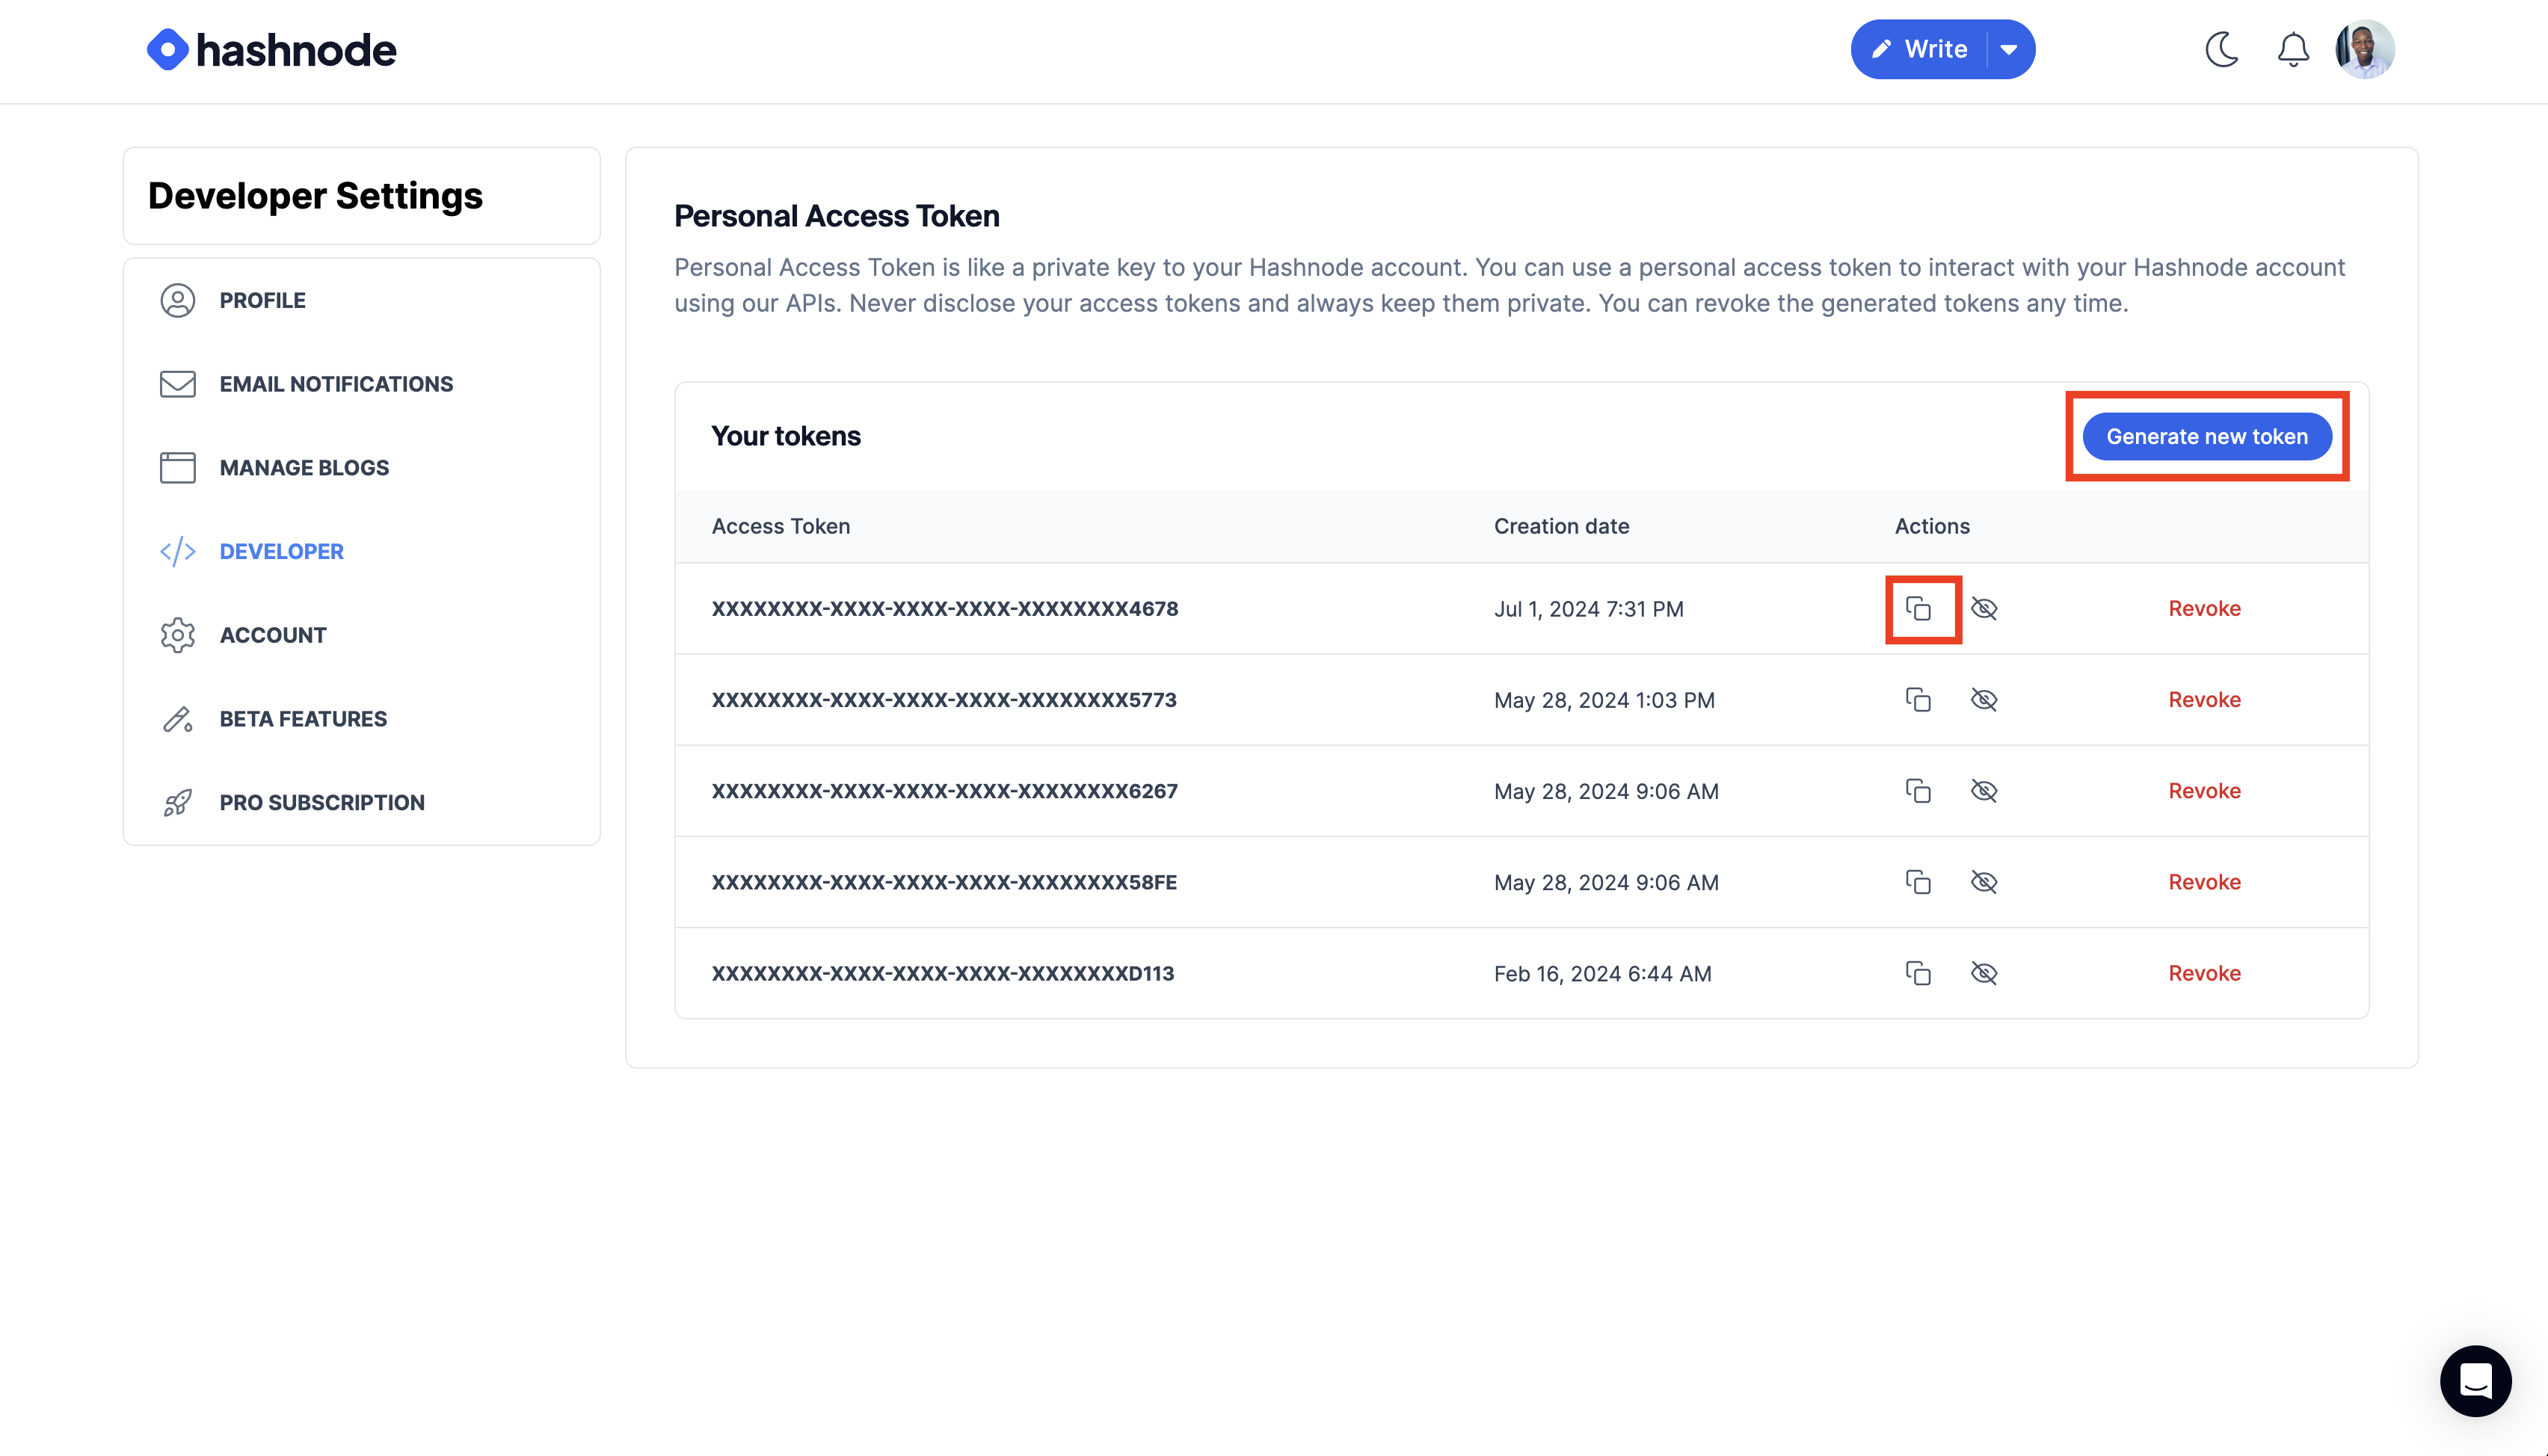 hashnode
Write
Developer Settings
PROFILE
EMAIL NOTIFICATIONS
MANAGE BLOGS
DEVELOPER
ACCOUNT
BETA FEATURES
PRO SUBSCRIPTION
Personal Access Token
Personal Access Token is like a private key to your Hashnode account. You can use a personal access token to interact with your Hashnode account
using our APIs. Never disclose your access tokens and always keep them private. You can revoke the generated tokens any time.
Your tokens Generate new token
Access Token Creation date Actions
XXXXXXXX-XXXX-XXXX-XXXX-XXXXXXXX4678 Jul 1, 2024 7:31 PM Revoke
XXXXXXXX-XXXX-XXXX-XXXX-XXXXXXXX5773 May 28, 2024 1:03 PM Revoke
XXXXXXXX-XXXX-XXXX-XXXX-XXXXXXXX6267 May 28, 2024 9:06 AM Revoke
XXXXXXXX-XXXX-XXXX-XXXX-XXXXXXXX58FE May 28, 2024 9:06 AM Revoke
XXXXXXXX-XXXX-XXXX-XXXX-XXXXXXXXD113 Feb 16, 2024 6:44 AM Revoke